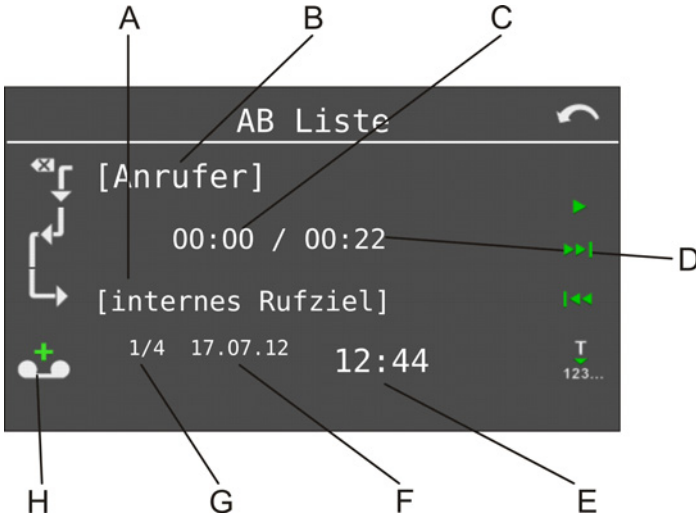 A B C
AB Liste
[Anrufer]
00:00 / 00:22
D
[internes Rufziel]
1/4 17.07.12 12:44
T
123...
H G F E